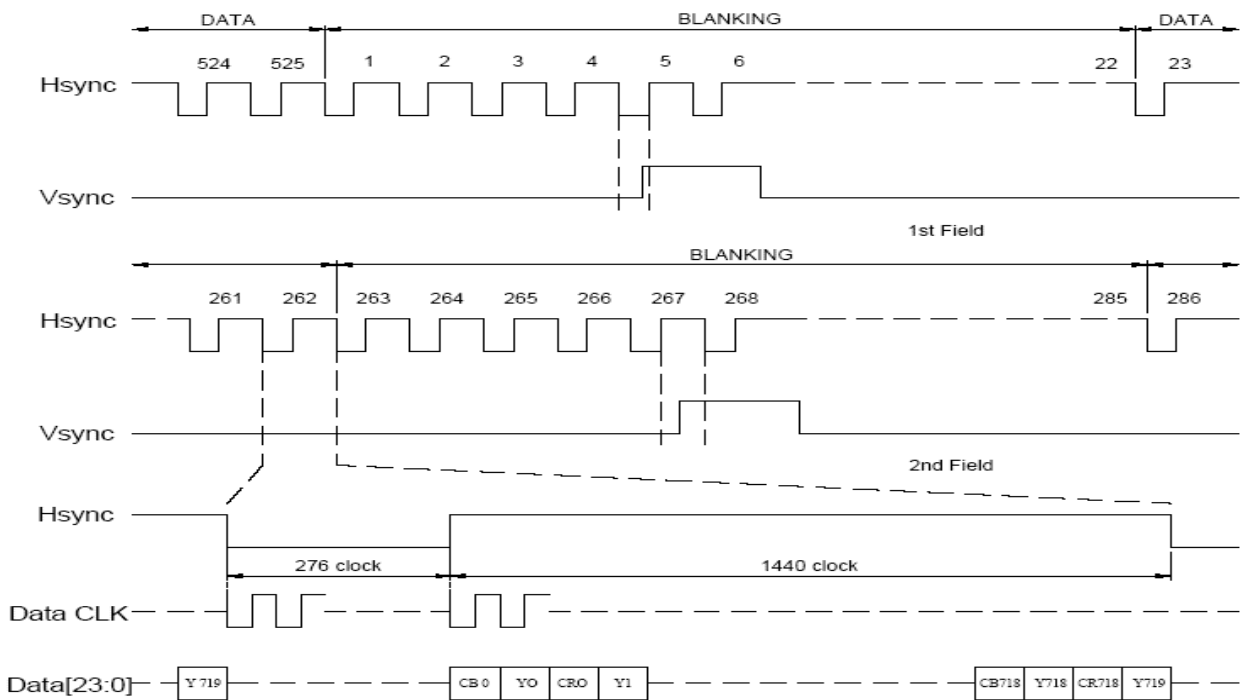 DATA BLANKING DATA
524 525 1 2 3 4 5 6 22 23
Hsync
Vsync
1st Field
BLANKING
261 262 263 264 265 266 267 268 285 286
Hsync
Vsync
2nd Field
Hsync
276 clock 1440 clock
Data CLK
Data[23:0] Y 719 CB 0 YO CRO Y1 CB718 Y718 CR718 Y719